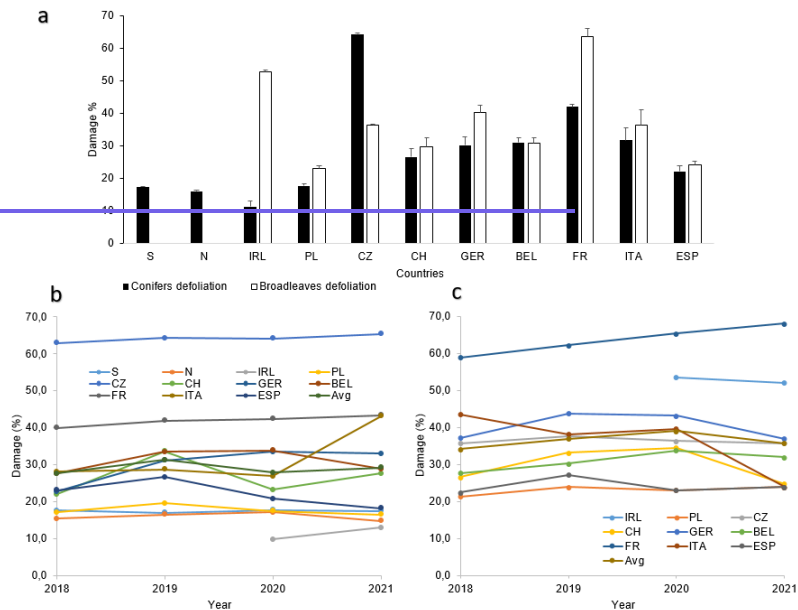 a
70
60
50
40
30
20
10
0
Damage %
S N IRL PL CZ CH GER BEL FR ITA ESP
Countries
Conifers defoliation Broadleaves defoliation
b
70,0
60,0
50,0
40,0
30,0
20,0
10,0
0,0
Damage (%)
S N IRL PL
CZ CH GER BEL
FR ITA ESP Avg
2018 2019 2020 2021
Year
c
70,0
60,0
50,0
40,0
30,0
20,0
10,0
0,0
Damage (%)
IRL PL CZ
CH GER BEL
FR ITA ESP
Avg
2018 2019 2020 2021
Year